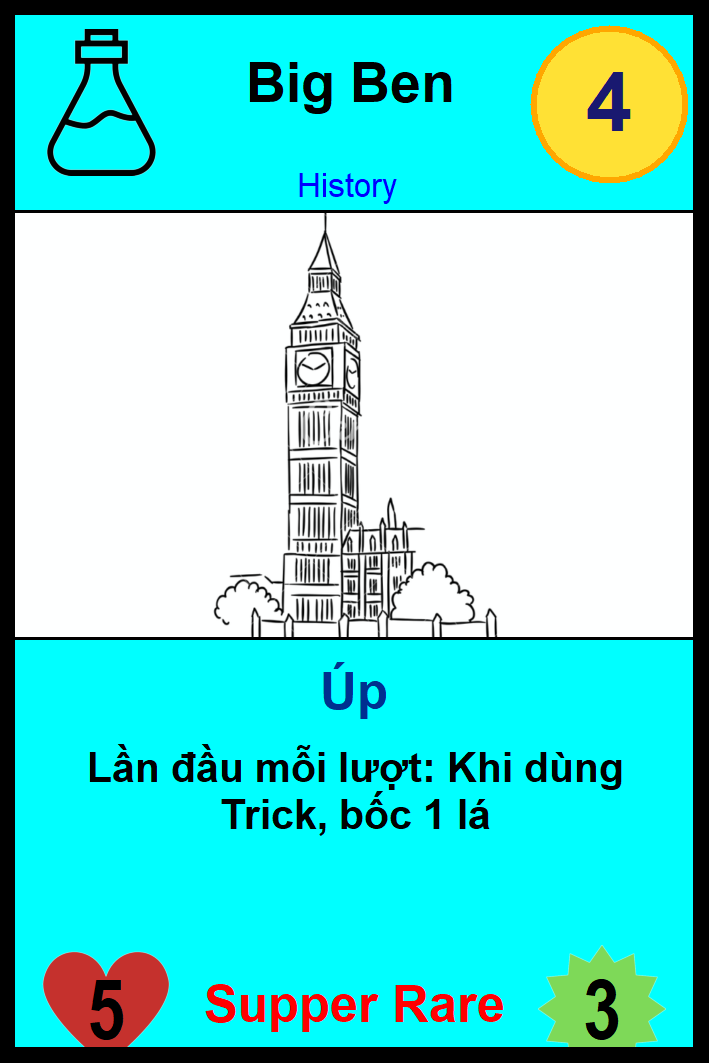 Big Ben
4
History
Úp
Lần đầu mỗi lượt: Khi dùng
Trick, bốc 1 lá
5
Supper Rare
3